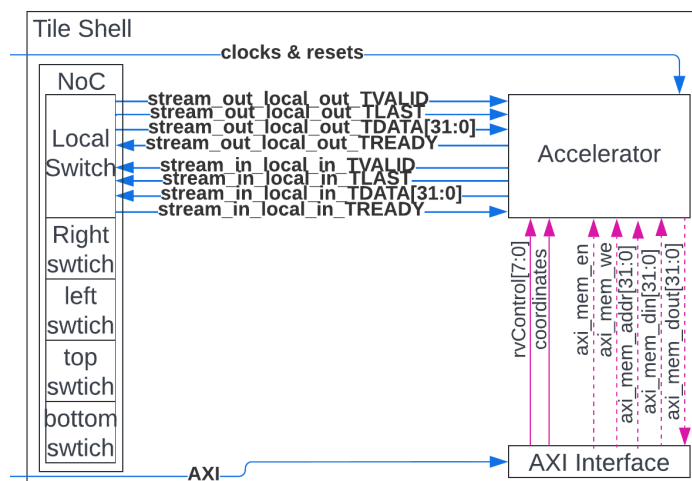 Tile Shell
clocks & resets
NoC
Local
Switch
Right
swtich
left
swtich
top
swtich
bottom
swtich
stream_out_local_out_TVALID
stream_out_local_out_TLAST
stream_out_local_out_TDATA[31:0]
stream_out_local_out_TREADY
stream_in_local_in_TVALID
stream_in_local_in_TLAST
stream_in_local_in_TDATA[31:0]
stream_in_local_in_TREADY
Accelerator
rvControl[7:0]
coordinates
axi_mem_en
axi_mem_we
axi_mem_addr[31:0]
axi_mem_din[31:0]
axi_mem_dout[31:0]
AXI Interface
AXI